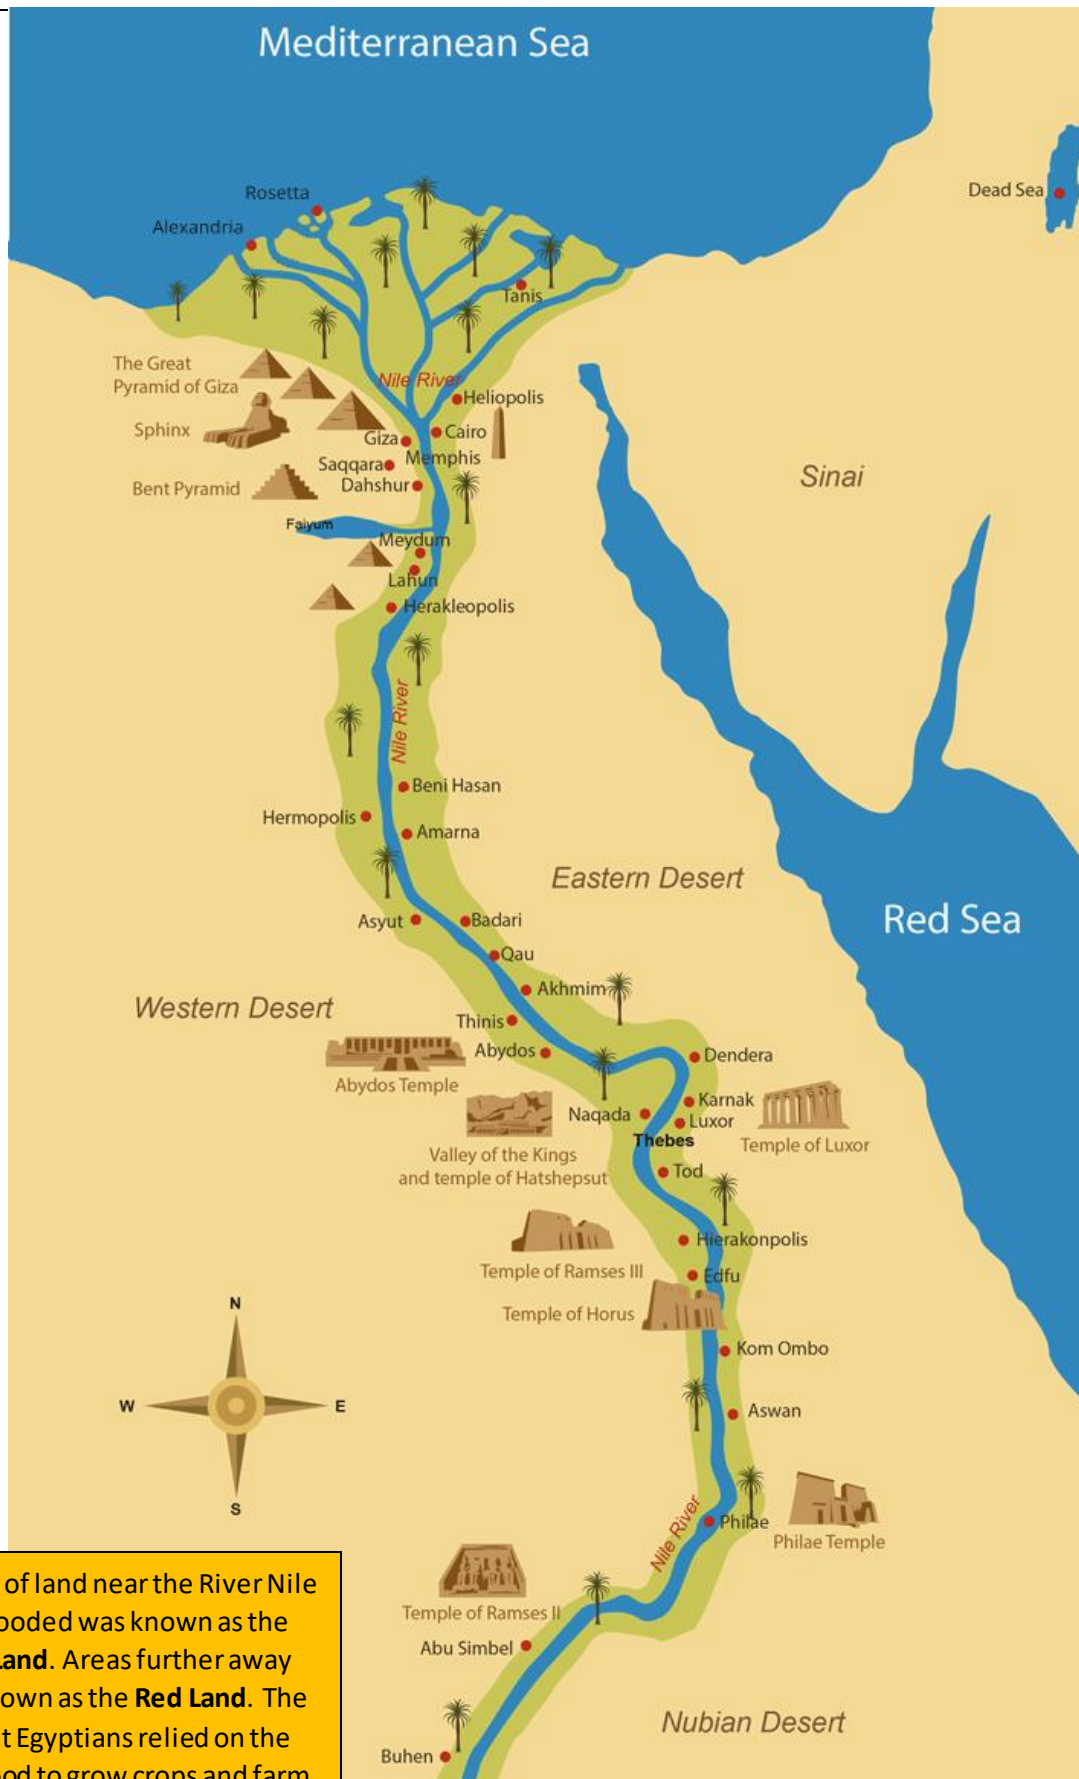 Mediterranean Sea
Dead Sea
Rosetta
Alexandria
Tanis
The Great
Pyramid of Giza
Nile River
Heliopolis
Sphinx
Cairo
Giza
Memphis
Saqqara
Dahshur
Bent Pyramid
Sinai
Faiyum
Meydum
Lahun
Herakleopolis
Nile River
Beni Hasan
Hermopolis
Amarna
Eastern Desert
Red Sea
Asyut
Badari
Qau
Akhmim
Western Desert
Thinis
Abydos
Dendera
Abydos Temple
Karnak
Naqada
Luxor
Thebes
Temple of Luxor
Valley of the Kings
and temple of Hatshepsut
Tod
Hierakonpolis
Temple of Ramses III
Edfu
Temple of Horus
N
W
E
S
Kom Ombo
Aswan
Nile River
Philae
Philae Temple
Temple of Ramses II
Abu Simbel
Nubian Desert
Buhen
of land near the River Nile
ooded was known as the
Land. Areas further away
own as the Red Land. The
t Egyptians relied on the
ood to grow crops and farm